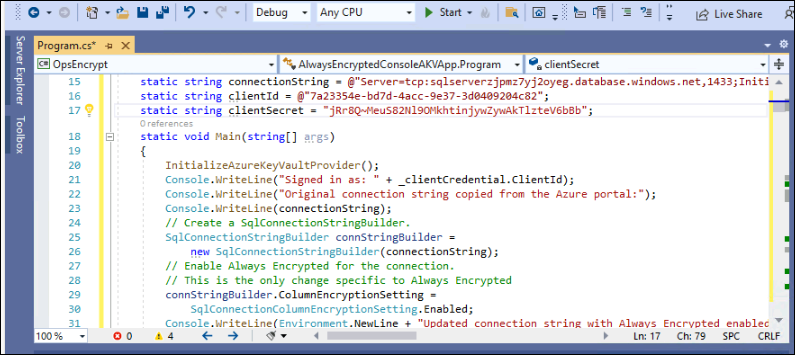 Debug Any CPU Start Live Share
Server Explorer
Toolbox
Program.cs*
OpsEncrypt AlwaysEncryptedConsoleAKVApp.Program clientSecret
15 static string connectionString = @"Server=tcp:sqlserverzjpmz7yj2oyeg.database.windows.net,1433;Initi
16 static string clientId = @"7a23354e-bd7d-4acc-9e37-3d0409204c82";
17 static string clientSecret = "jRr8Q~MeuS82Nl9OMkhtinjywZywAkTlzteV6bBb";
0 references
18 static void Main(string[] args)
19 {
20 InitializeAzureKeyVaultProvider();
21 Console.WriteLine("Signed in as: " + _clientCredential.ClientId);
22 Console.WriteLine("Original connection string copied from the Azure portal:");
23 Console.WriteLine(connectionString);
24 // Create a SqlConnectionStringBuilder.
25 SqlConnectionStringBuilder connStringBuilder =
26 new SqlConnectionStringBuilder(connectionString);
27 // Enable Always Encrypted for the connection.
28 // This is the only change specific to Always Encrypted
29 connStringBuilder.ColumnEncryptionSetting =
30 SqlConnectionColumnEncryptionSetting.Enabled;
31 Console.WriteLine(Environment.NewLine + "Updated connection string with Always Encrypted enabled
100 % 0 4 Ln: 17 Ch: 79 SPC CRLF